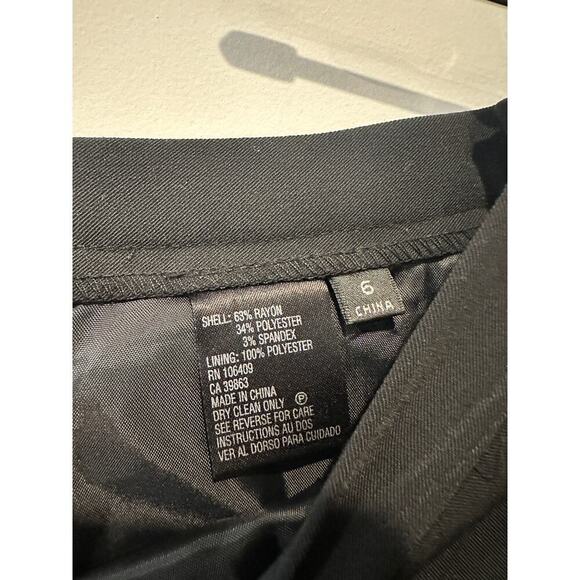 SHELL: 63% RAYON
34% POLYESTER
3% SPANDEX
LINING: 100% POLYESTER
RN 106409
CA 39863
MADE IN CHINA
DRY CLEAN ONLY Ⓟ
SEE REVERSE FOR CARE
INSTRUCTIONS AU DOS
VER AL DORSO PARA CUIDADO
6
CHINA